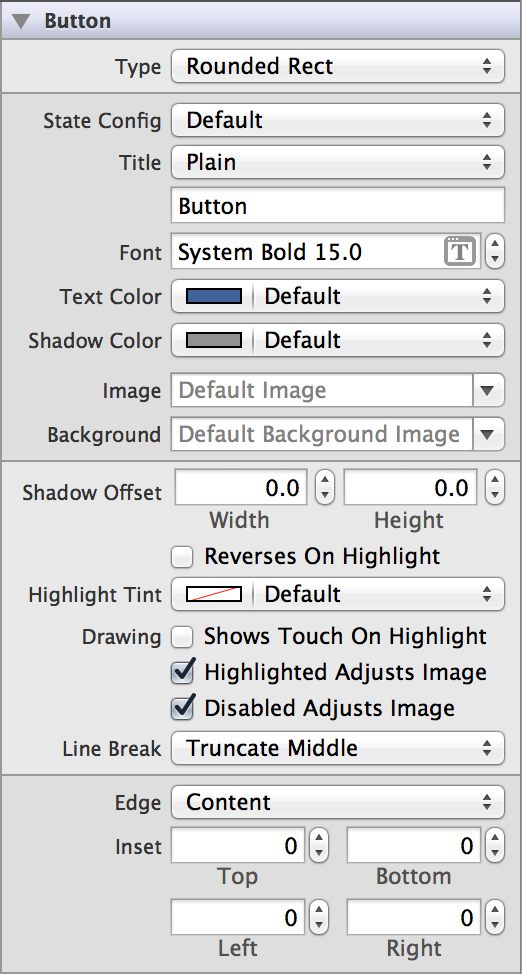 Button
Type Rounded Rect
State Config Default
Title Plain
Button
Font System Bold 15.0 T
Text Color Default
Shadow Color Default
Image Default Image
Background Default Background Image
Shadow Offset 0.0 0.0
Width Height
Reverses On Highlight
Highlight Tint Default
Drawing Shows Touch On Highlight
Highlighted Adjusts Image
Disabled Adjusts Image
Line Break Truncate Middle
Edge Content
Inset 0 0
Top Bottom
0 0
Left Right